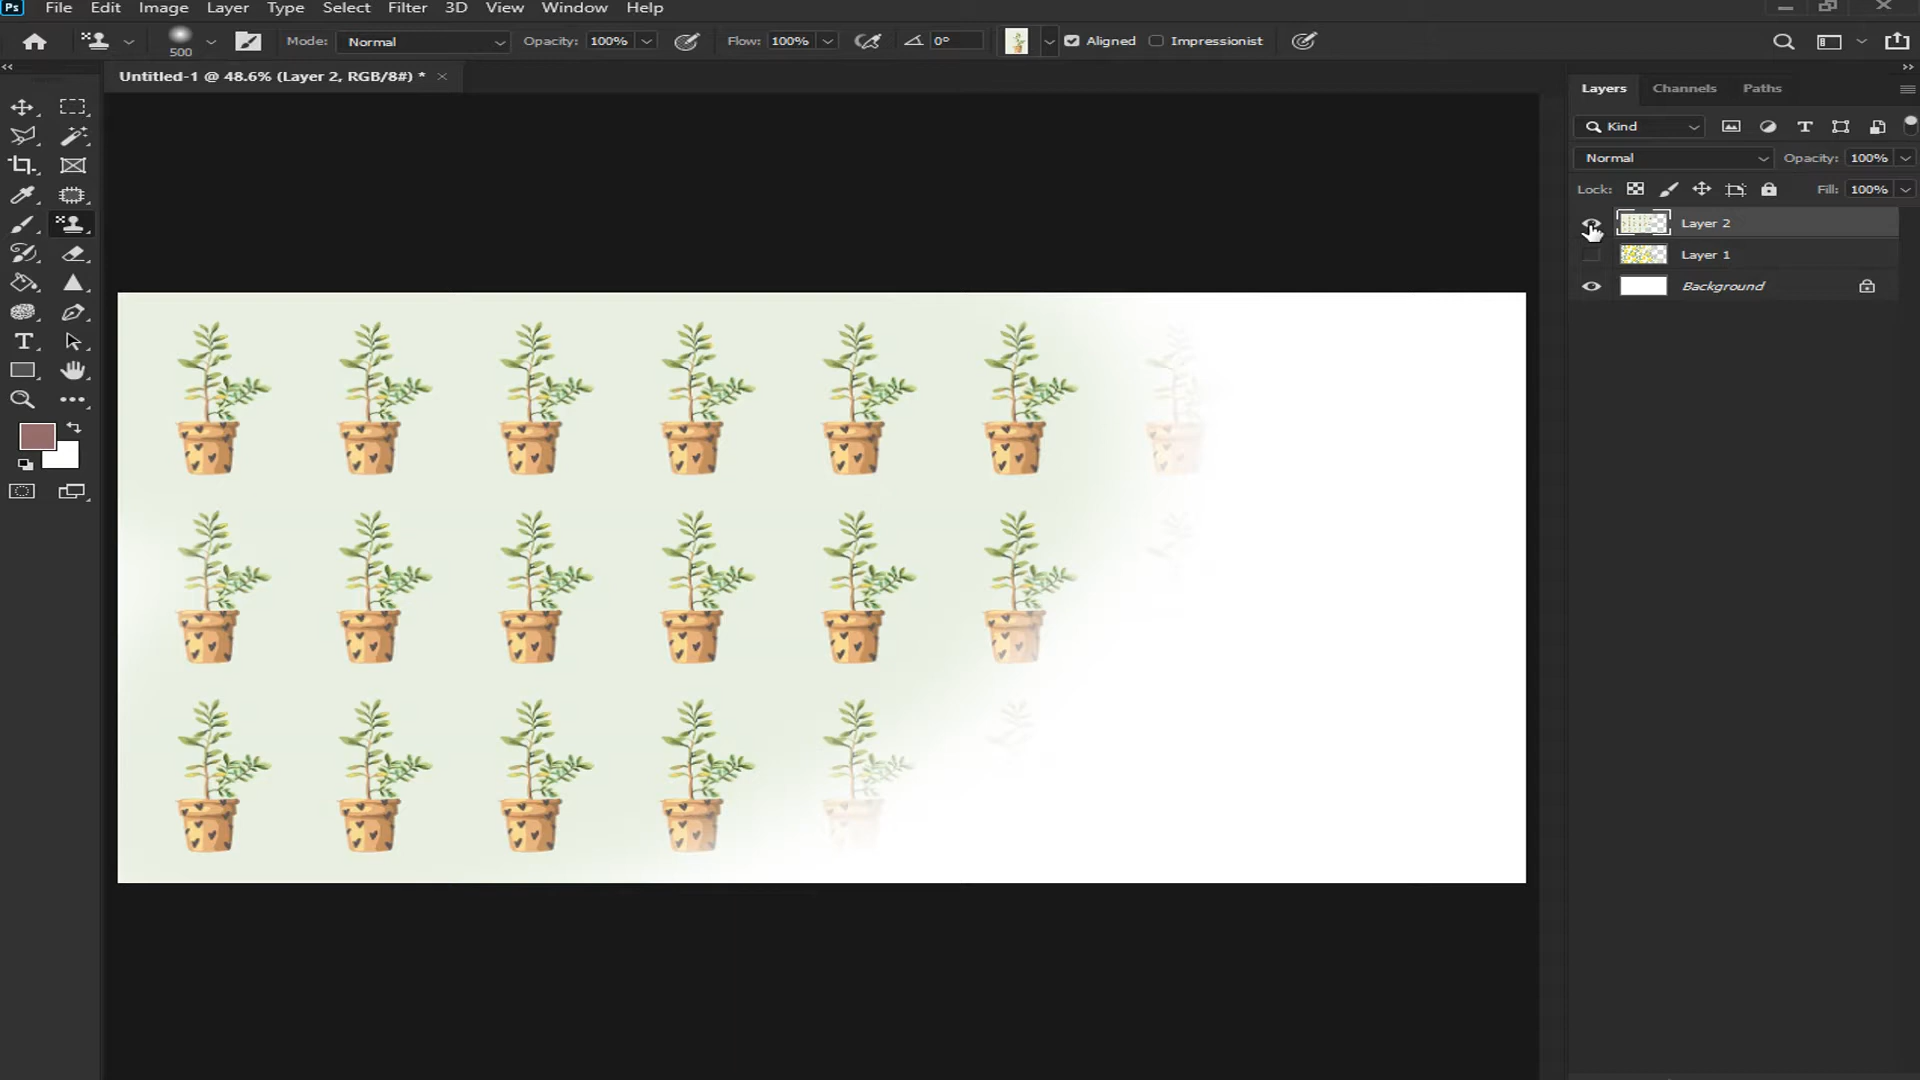 Ps File Edit Image Layer Type Select Filter 3D View Window Help
500 Mode: Normal Opacity: 100% Flow: 100% 0° Aligned Impressionist
Untitled-1 @ 48.6% (Layer 2, RGB/8#) * ×
Layers Channels Paths
Kind
Normal Opacity: 100%
Lock: Fill: 100%
Layer 2
Layer 1
Background